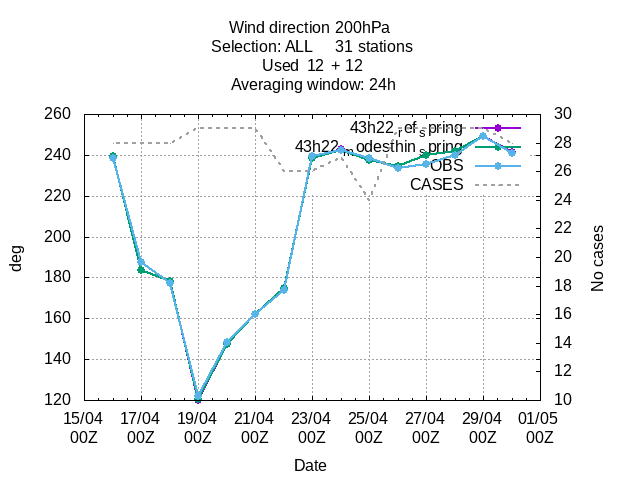 Wind direction 200hPa
Selection: ALL 31 stations
Used 12 + 12
Averaging window: 24h
260 30
43h22_ref_spring
28
43h22_modesthin_spring
240
OBS 26
CASES
220 24
22
200
deg 20 No cases
180 18
160 16
14
140
12
120 10
15/04 17/04 19/04 21/04 23/04 25/04 27/04 29/04 01/05
00Z 00Z 00Z 00Z 00Z 00Z 00Z 00Z 00Z
Date